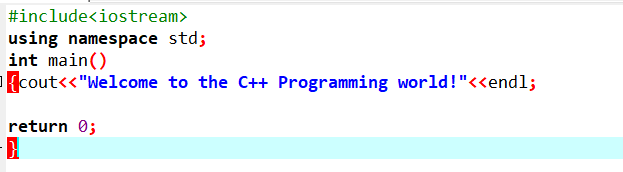 #include<iostream>
using namespace std;
int main()
{cout<<"Welcome to the C++ Programming world!"<<endl;
return 0;
}